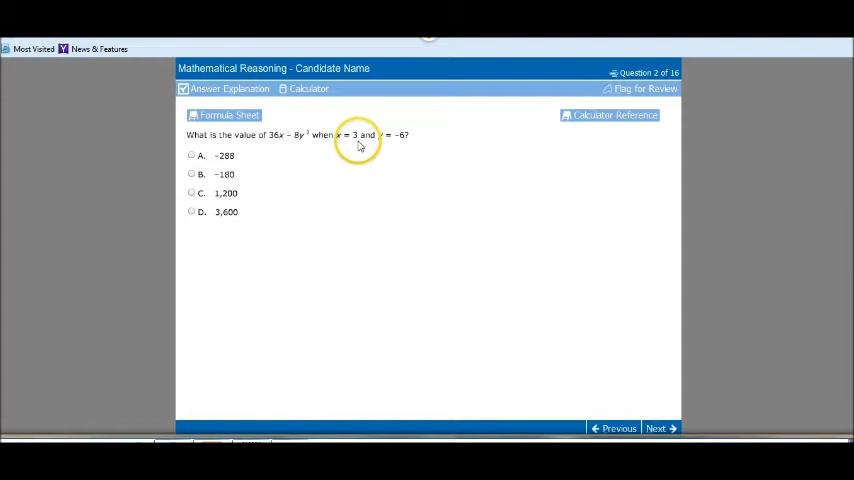 Most Visited News & Features
Mathematical Reasoning - Candidate Name
Question 2 of 16
Answer Explanation Calculator Flag for Review
Formula Sheet Calculator Reference
What is the value of 36x – 8y² when x = 3 and y = –6?
A. –288
B. –180
C. 1,200
D. 3,600
Previous Next